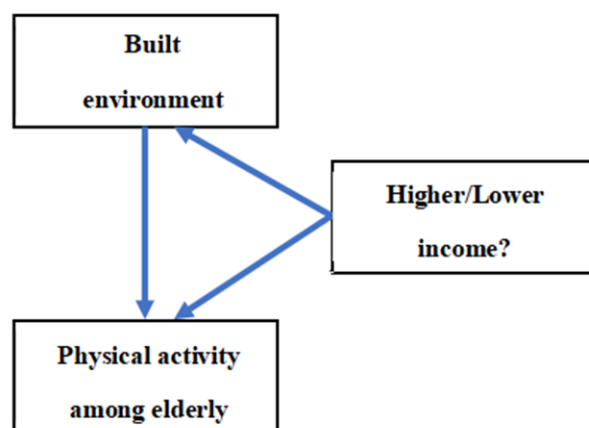 Built
environment
Higher/Lower
income?
Physical activity
among elderly